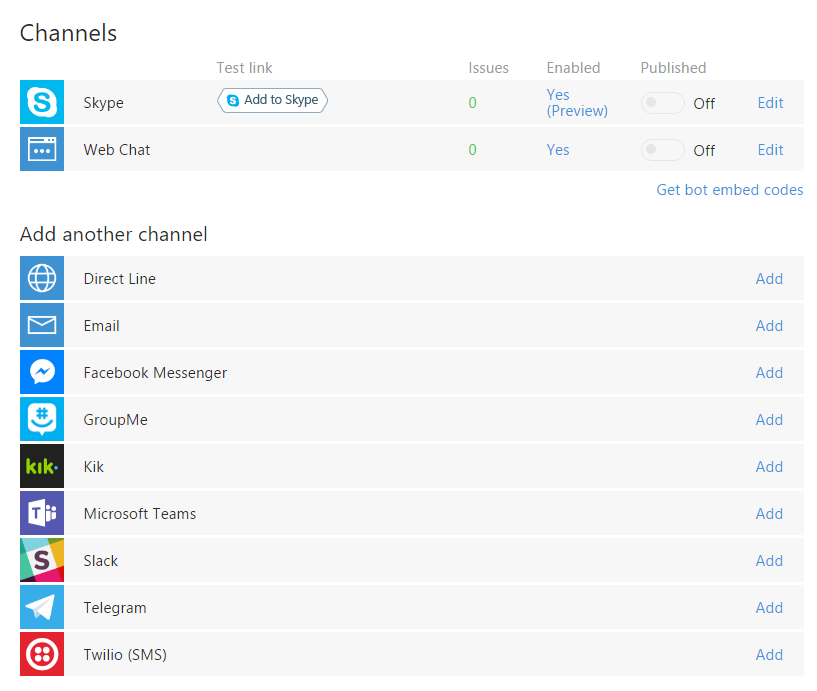 Channels
Test link Issues Enabled Published
Skype Add to Skype 0 Yes (Preview) Off Edit
Web Chat 0 Yes Off Edit
Get bot embed codes
Add another channel
Direct Line Add
Email Add
Facebook Messenger Add
# GroupMe Add
kik. Kik Add
T Microsoft Teams Add
S Slack Add
Telegram Add
Twilio (SMS) Add